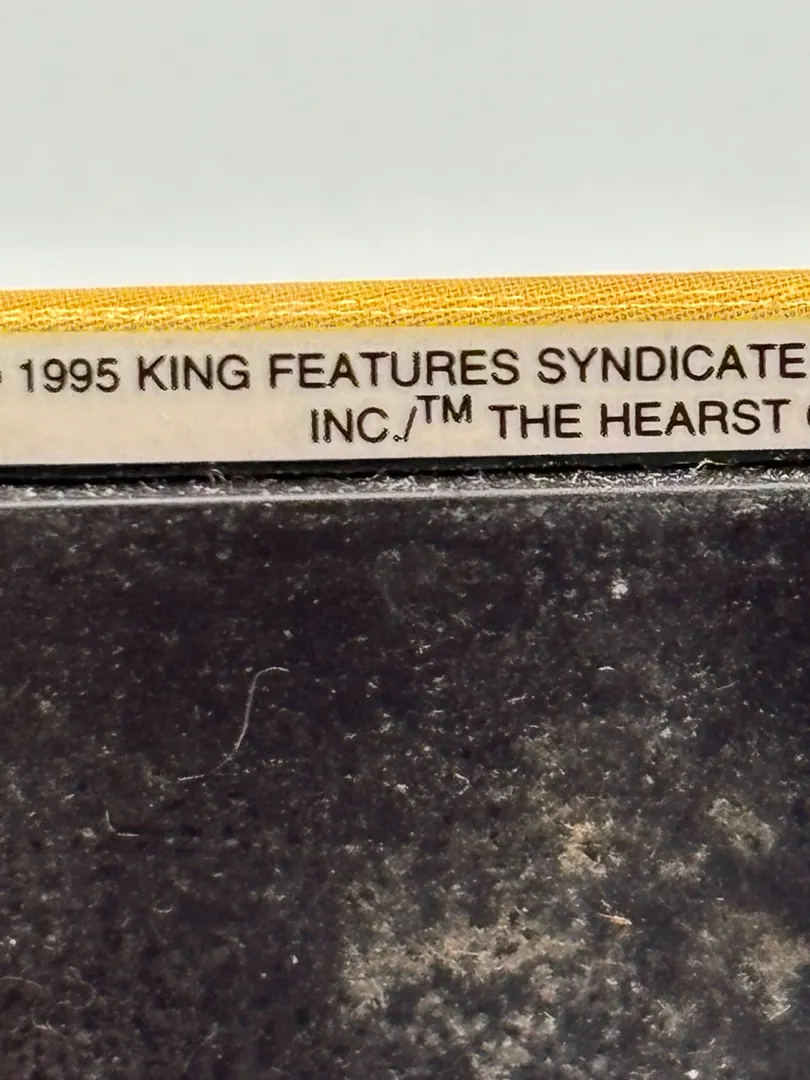 © 1995 KING FEATURES SYNDICATE
INC./™ THE HEARST